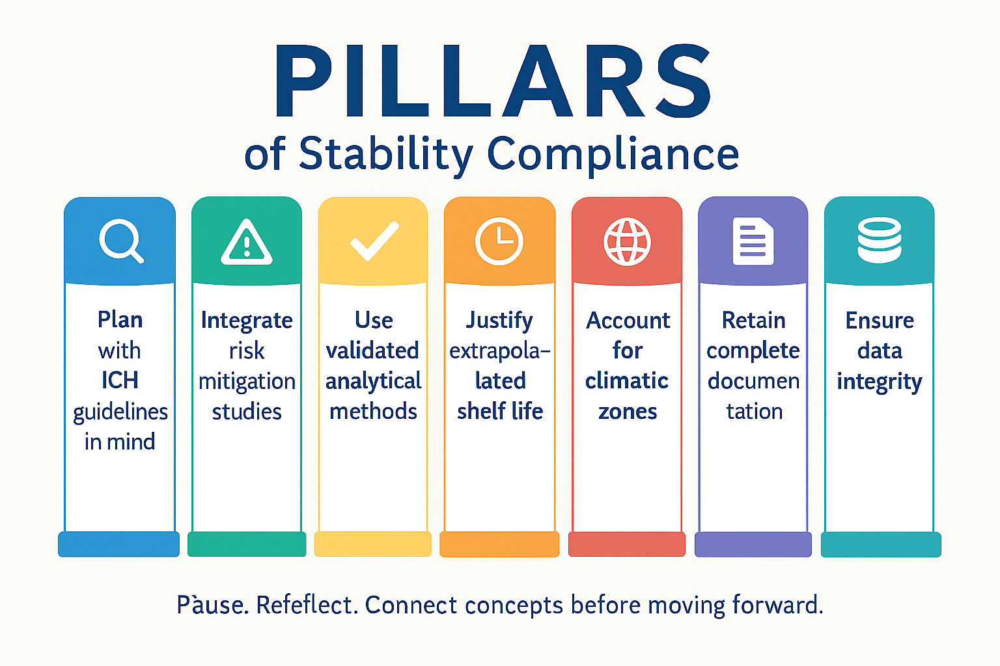 PILLARS
of Stability Compliance
Plan
with
ICH
guidelines
in mind
Integrate
risk
mitigation
studies
Use
validated
analytical
methods
Justify
extrapola–
lated
shelf life
Account
for
climatic
zones
Retain
complete
documen
tation
Ensure
data
integrity
Pàuse. Refeflect. Connect concepts before moving forward.